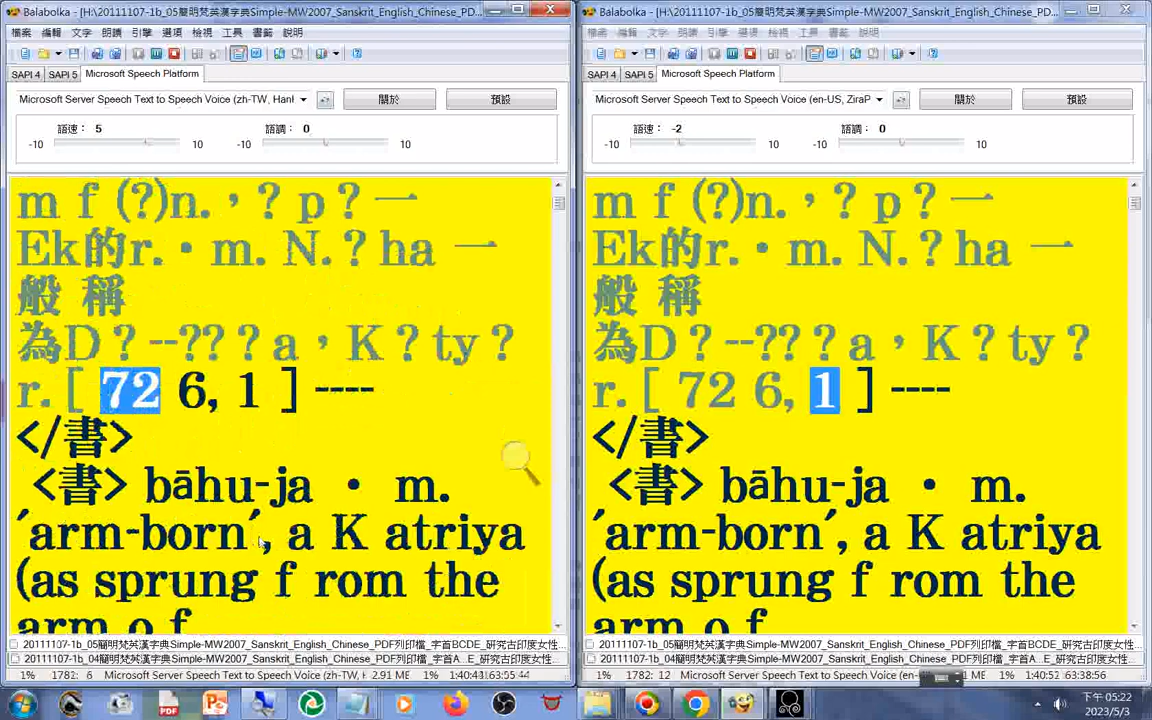 Balabolka - [H:\20111107-1b_05簡明梵英漢字典Simple-MW2007_Sanskrit_English_Chinese_PD...
檔案 編輯 文字 朗讀 引擎 選項 檢視 工具 書籤 說明
SAPI 4 SAPI 5 Microsoft Speech Platform
Microsoft Server Speech Text to Speech Voice (zh-TW, Hanl 關於 預設
語速： 5 語調： 0
-10 10 -10 10
m f (?)n.，? p？一
Ek的r.·m. N.？ha 一
般 稱
為D？--??？a，K？ty？
r. [ 72 6, 1 ] ----
</書>
<書> bāhu-ja · m.
´arm-born´, a K atriya
(as sprung f rom the
arm o f
20111107-1b_05簡明梵英漢字典Simple-MW2007_Sanskrit_English_Chinese_PDF列印檔_字首BCDE_研究古印度女性...
20111107-1b_04簡明梵英漢字典Simple-MW2007_Sanskrit_English_Chinese_PDF列印檔_字首A...E_研究古印度女性...
1% 1782: 6 Microsoft Server Speech Text to Speech Voice (zh-TW, H 2.91 ME 1% 1:40:4
Balabolka - [H:\20111107-1b_05簡明梵英漢字典Simple-MW2007_Sanskrit_English_Chinese_PD...
檔案 編輯 文字 朗讀 引擎 選項 檢視 工具 書籤 說明
SAPI 4 SAPI 5 Microsoft Speech Platform
Microsoft Server Speech Text to Speech Voice (en-US, ZiraP 關於 預設
語速： -2 語調： 0
-10 10 -10 10
m f (?)n.，? p？一
Ek的r.·m. N.？ha 一
般 稱
為D？--??？a，K？ty？
r. [ 72 6, 1 ] ----
</書>
<書> bāhu-ja · m.
´arm-born´, a K atriya
(as sprung f rom the
arm o f
20111107-1b_05簡明梵英漢字典Simple-MW2007_Sanskrit_English_Chinese_PDF列印檔_字首BCDE_研究古印度女性...
20111107-1b_04簡明梵英漢字典Simple-MW2007_Sanskrit_English_Chinese_PDF列印檔_字首A...E_研究古印度女性...
1% 1782: 12 Microsoft Server Speech Text to Speech Voice (en-US, ME 1% 1:40:52 63:38:56
下午 05:22
2023/5/3